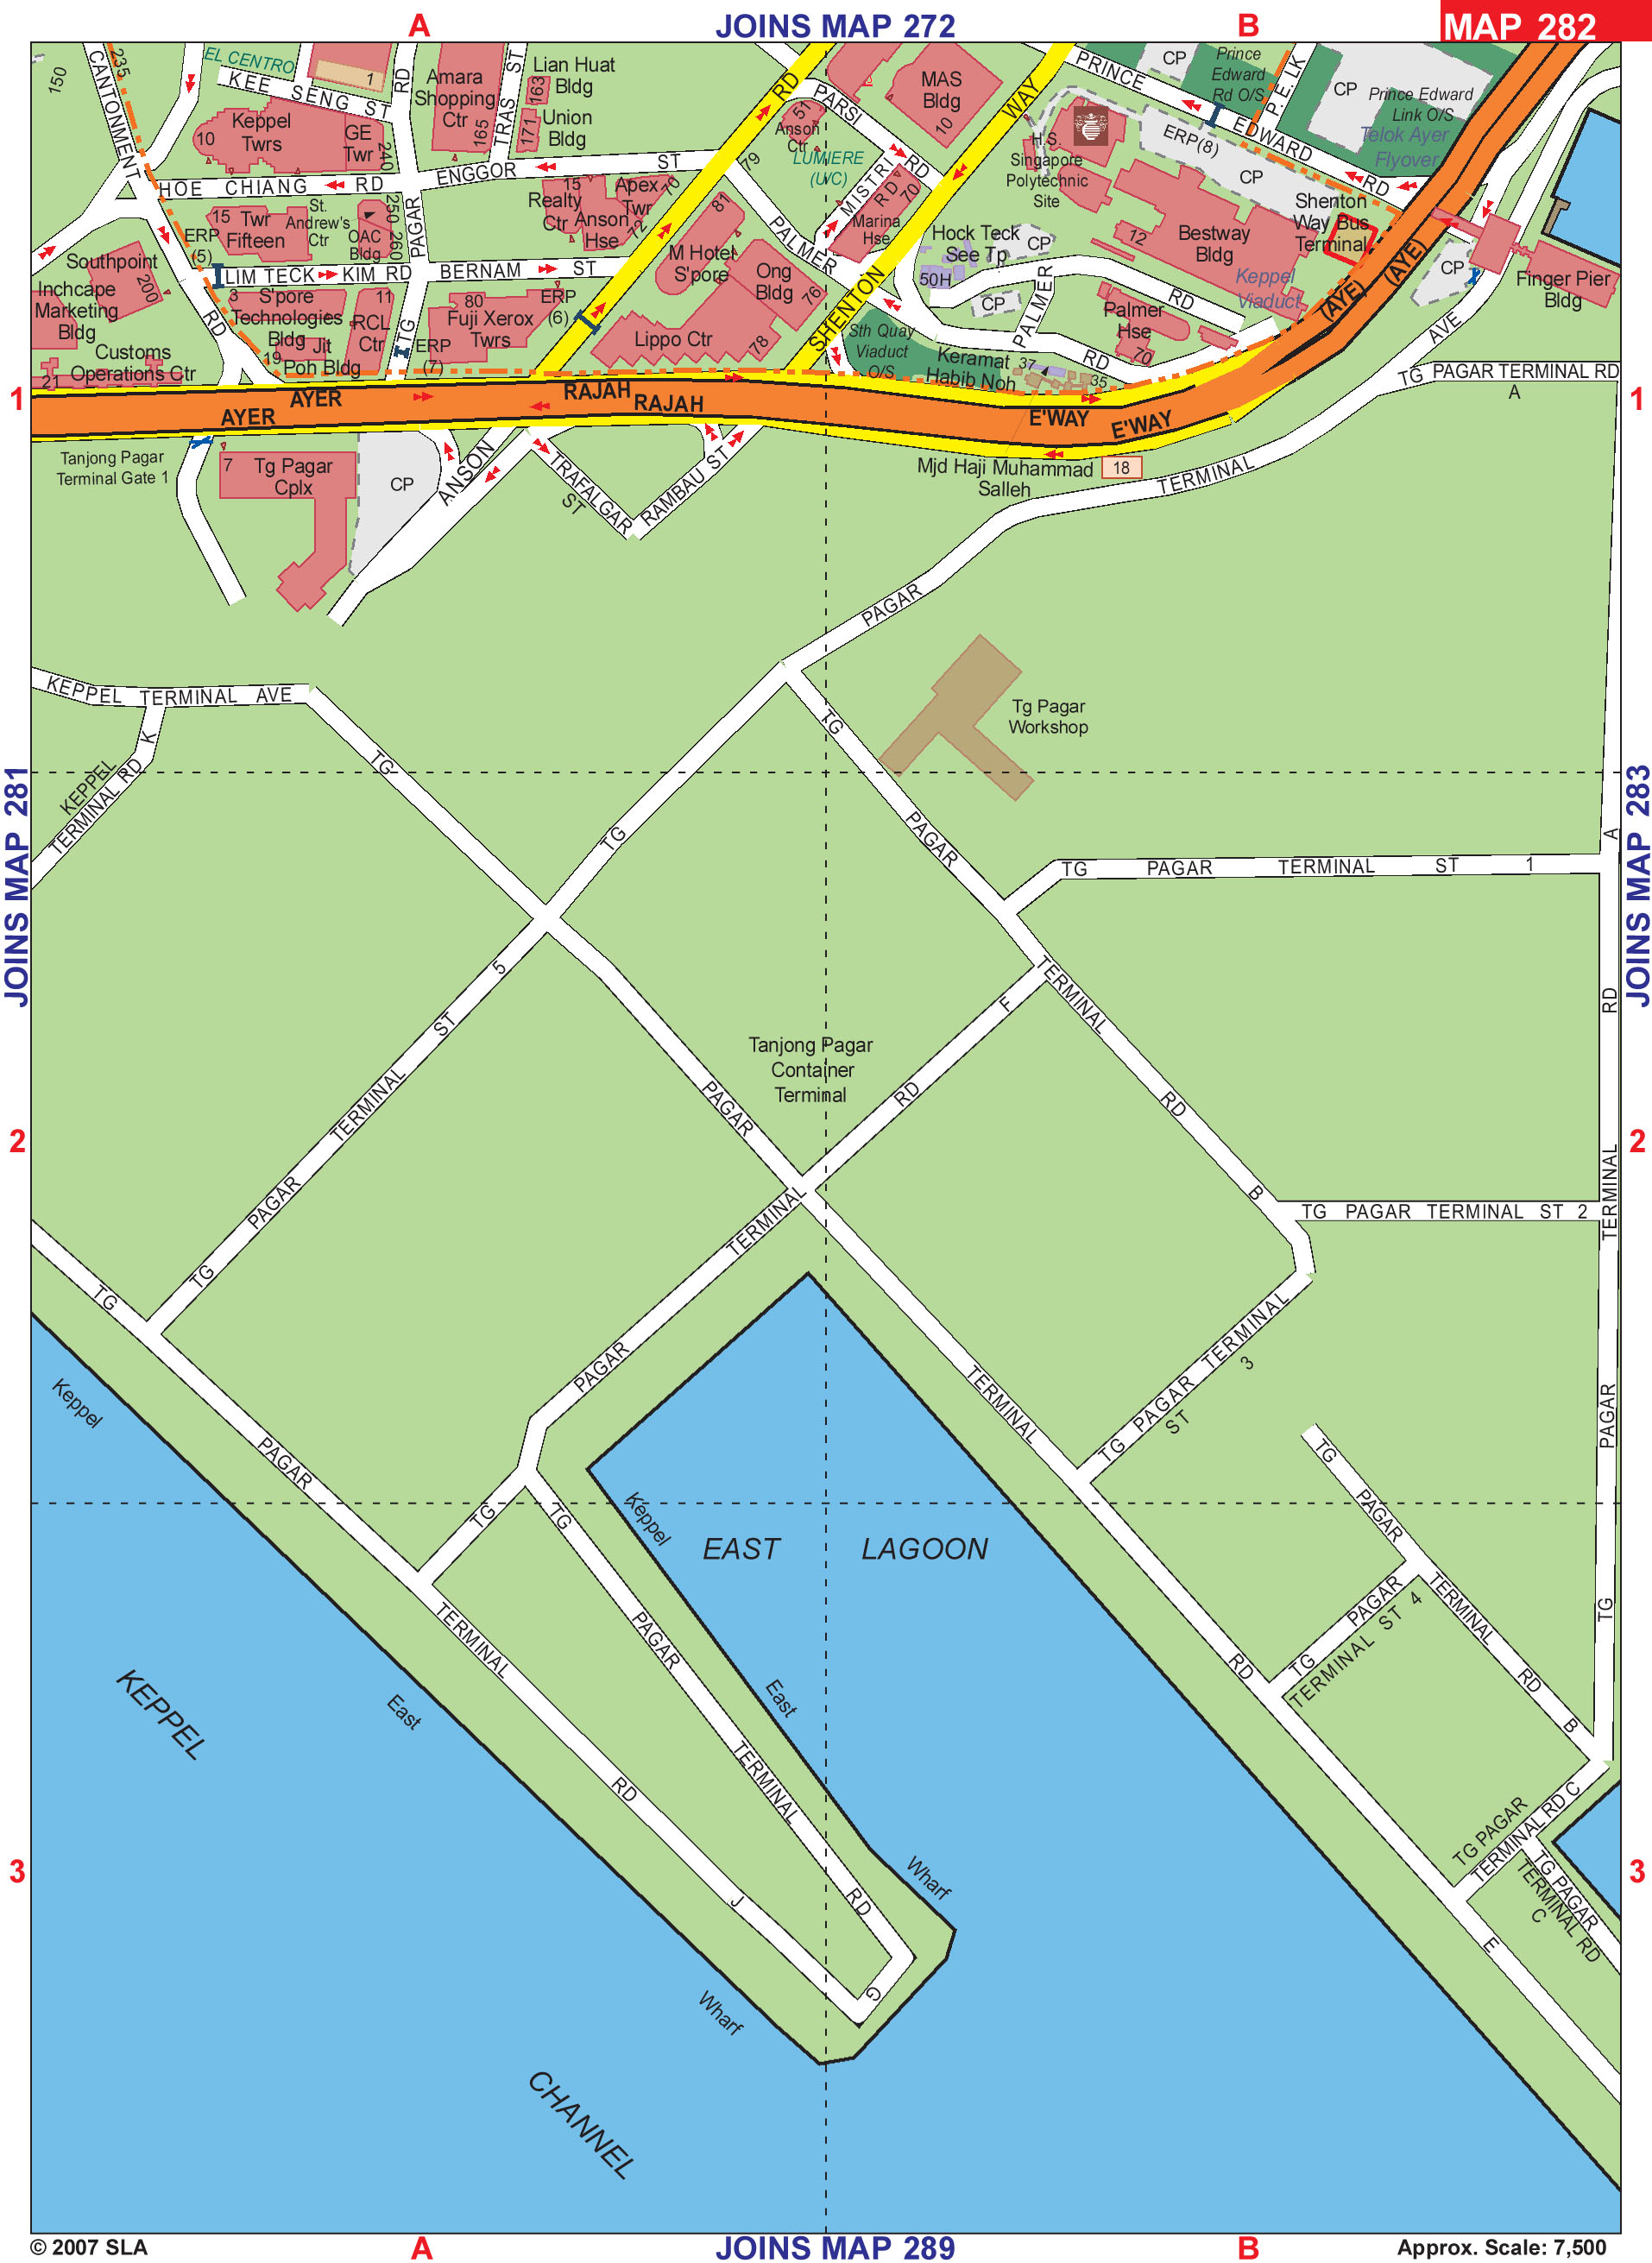 A
JOINS MAP 272
B
MAP 282
150
CANTONMENT
235
EL CENTRO
KEE SENG ST
1
RD
Amara
Shopping
Ctr
165
TRAS ST
Lian Huat
Bldg
163
Union
Bldg
171
RD
51
Anson
Ctr
PARSI
RD
MAS
Bldg
10
WAY
PRINCE
EDWARD
RD
CP
Prince
Edward
Rd O/S
P.E.LK
CP
Prince Edward
Link O/S
Telok Ayer
Flyover
10
Keppel
Twrs
GE
Twr
240
HOE CHIANG RD
ENGGOR
ST
79
LUMIERE
(U/C)
MISTRI
RD
70
Marina
Hse
H.S.
Singapore
Polytechnic
Site
ERP(8)
CP
Shenton
Way Bus
Terminal
15
Twr
Fifteen
St.
Andrew's
Ctr
OAC
Bldg
250
260
PAGAR
15
Realty
Ctr
Apex
Twr
70
Anson
Hse
72
81
M Hotel
S'pore
PALMER
Ong
Bldg
76
Hock Teck
See Tp
CP
50H
CP
12
Bestway
Bldg
Keppel
Viaduct
(AYE)
(AYE)
CP
Finger Pier
Bldg
ERP
(5)
Southpoint
200
Inchcape
Marketing
Bldg
LIM TECK KIM RD
BERNAM ST
3
S'pore
Technologies
Bldg
11
RCL
Ctr
TG
80
Fuji Xerox
Twrs
ERP
(6)
Lippo Ctr
78
SHENTON
PALMER
RD
Palmer
Hse
70
Sth Quay
Viaduct
O/S
Keramat
Habib Noh
37
35
RD
RD
19
Jit
Poh Bldg
ERP
(7)
Customs
Operations Ctr
21
AVE
TG PAGAR TERMINAL RD
A
1
AYER
AYER
RAJAH
RAJAH
E'WAY
E'WAY
1
Tanjong Pagar
Terminal Gate 1
7
Tg Pagar
Cplx
CP
ANSON
TRAFALGAR
ST
RAMBAU ST
Mjd Haji Muhammad
Salleh
18
TERMINAL
PAGAR
KEPPEL TERMINAL AVE
K
KEPPEL
TERMINAL RD
TG
TG
TG
Tg Pagar
Workshop
JOINS MAP 281
JOINS MAP 283
PAGAR
TG PAGAR TERMINAL ST 1
A
RD
5
ST
TERMINAL
PAGAR
TG
PAGAR
Tanjong Pagar
Container
Terminal
F
RD
TERMINAL
RD
B
2
2
TERMINAL
TG PAGAR TERMINAL ST 2
TERMINAL
PAGAR
TG
TG
PAGAR
Keppel
PAGAR
TG
TERMINAL
TG PAGAR TERMINAL
ST
3
TG
PAGAR
TERMINAL
RD
B
Keppel
EAST LAGOON
TG
PAGAR
TERMINAL
RD
G
TERMINAL
RD
J
East
East
Wharf
Wharf
RD
TG PAGAR
TERMINAL ST 4
E
TG PAGAR
TERMINAL RD C
TG PAGAR
TERMINAL RD
C
3
3
KEPPEL
CHANNEL
© 2007 SLA
A
JOINS MAP 289
B
Approx. Scale: 7,500